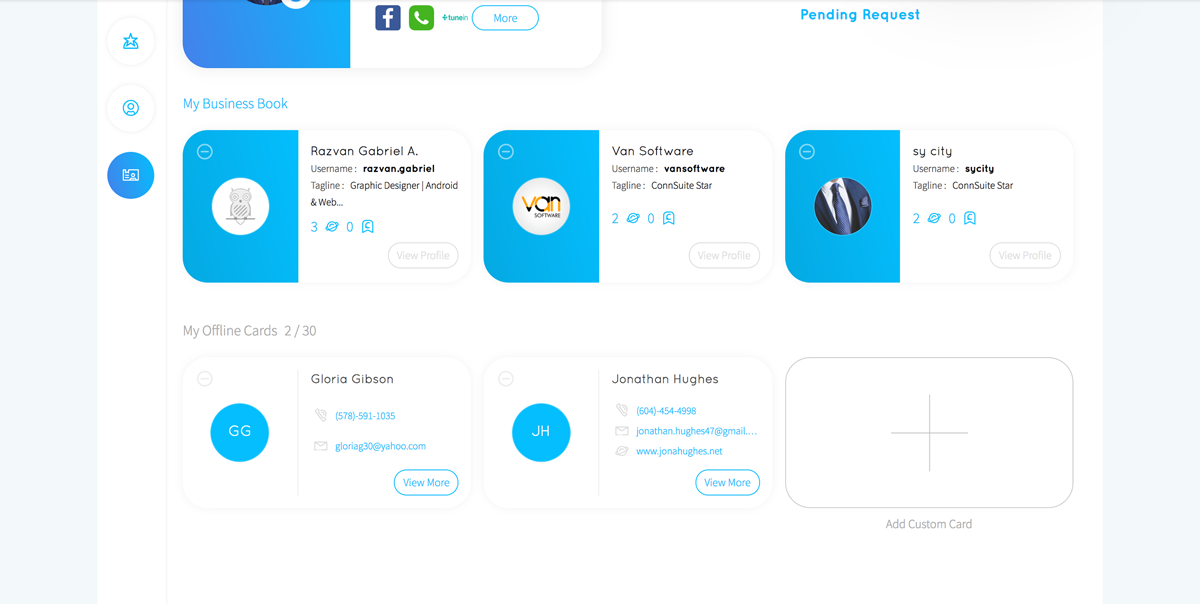 +tunein
More
Pending Request
My Business Book
Razvan Gabriel A.
Username : razvan.gabriel
Tagline : Graphic Designer | Android
& Web...
3 0
View Profile
van
SOFTWARE
Van Software
Username : vansoftware
Tagline : ConnSuite Star
2 0
View Profile
sy city
Username : sycity
Tagline : ConnSuite Star
2 0
View Profile
My Offline Cards 2 / 30
GG
Gloria Gibson
(578)-591-1035
gloriag30@yahoo.com
View More
JH
Jonathan Hughes
(604)-454-4998
jonathan.hughes47@gmail....
www.jonahughes.net
View More
Add Custom Card